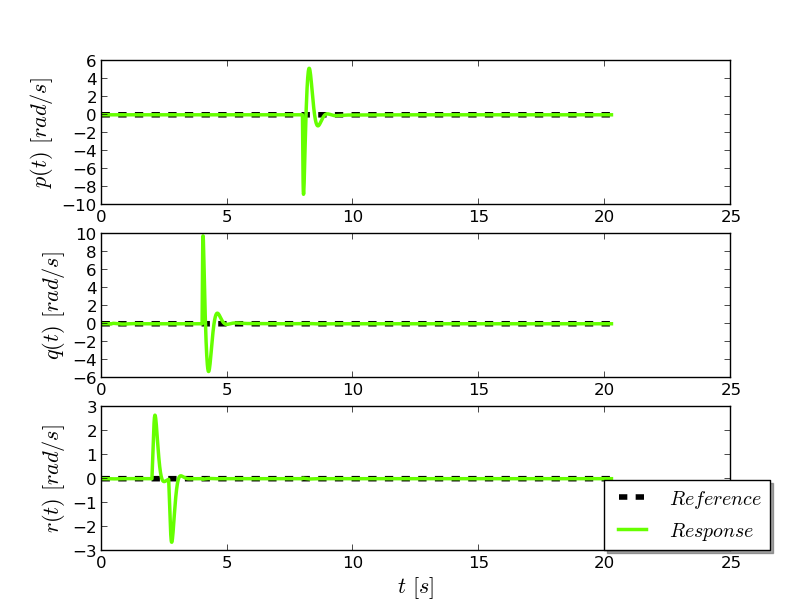 6
4
2
0
−2
−4
−6
−8
−10
p(t) [rad/s]
0 5 10 15 20 25
10
8
6
4
2
0
−2
−4
−6
q(t) [rad/s]
0 5 10 15 20 25
3
2
1
0
−1
−2
−3
r(t) [rad/s]
0 5 10 15 20 25
t [s]
Reference
Response